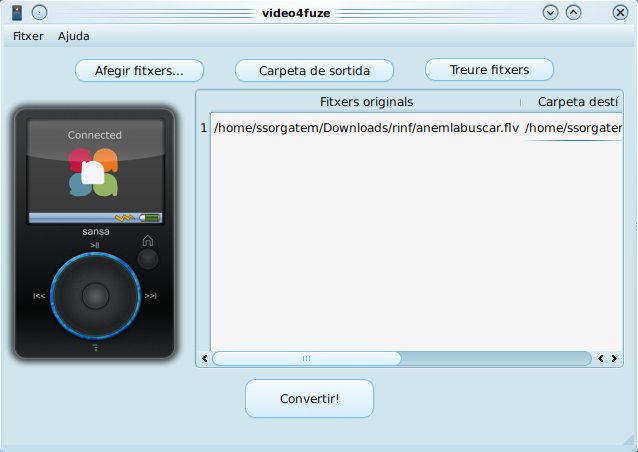 video4fuze
Fitxer Ajuda
Afegir fitxers... Carpeta de sortida Treure fitxers
Fitxers originals Carpeta destí
1 /home/ssorgatem/Downloads/rinf/anemlabuscar.flv /home/ssorgatem
Connected
sansa
>II
I<< >>I
Convertir!